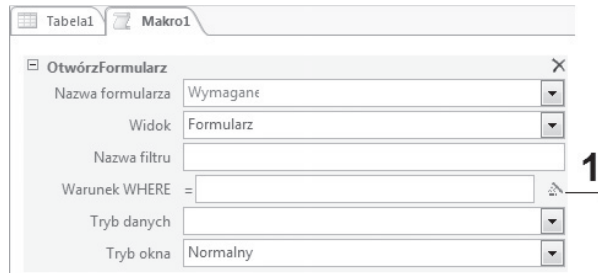 Tabela1 Makro1
OtwórzFormularz
Nazwa formularza Wymagane
Widok Formularz
Nazwa filtru
Warunek WHERE =
1
Tryb danych
Tryb okna Normalny